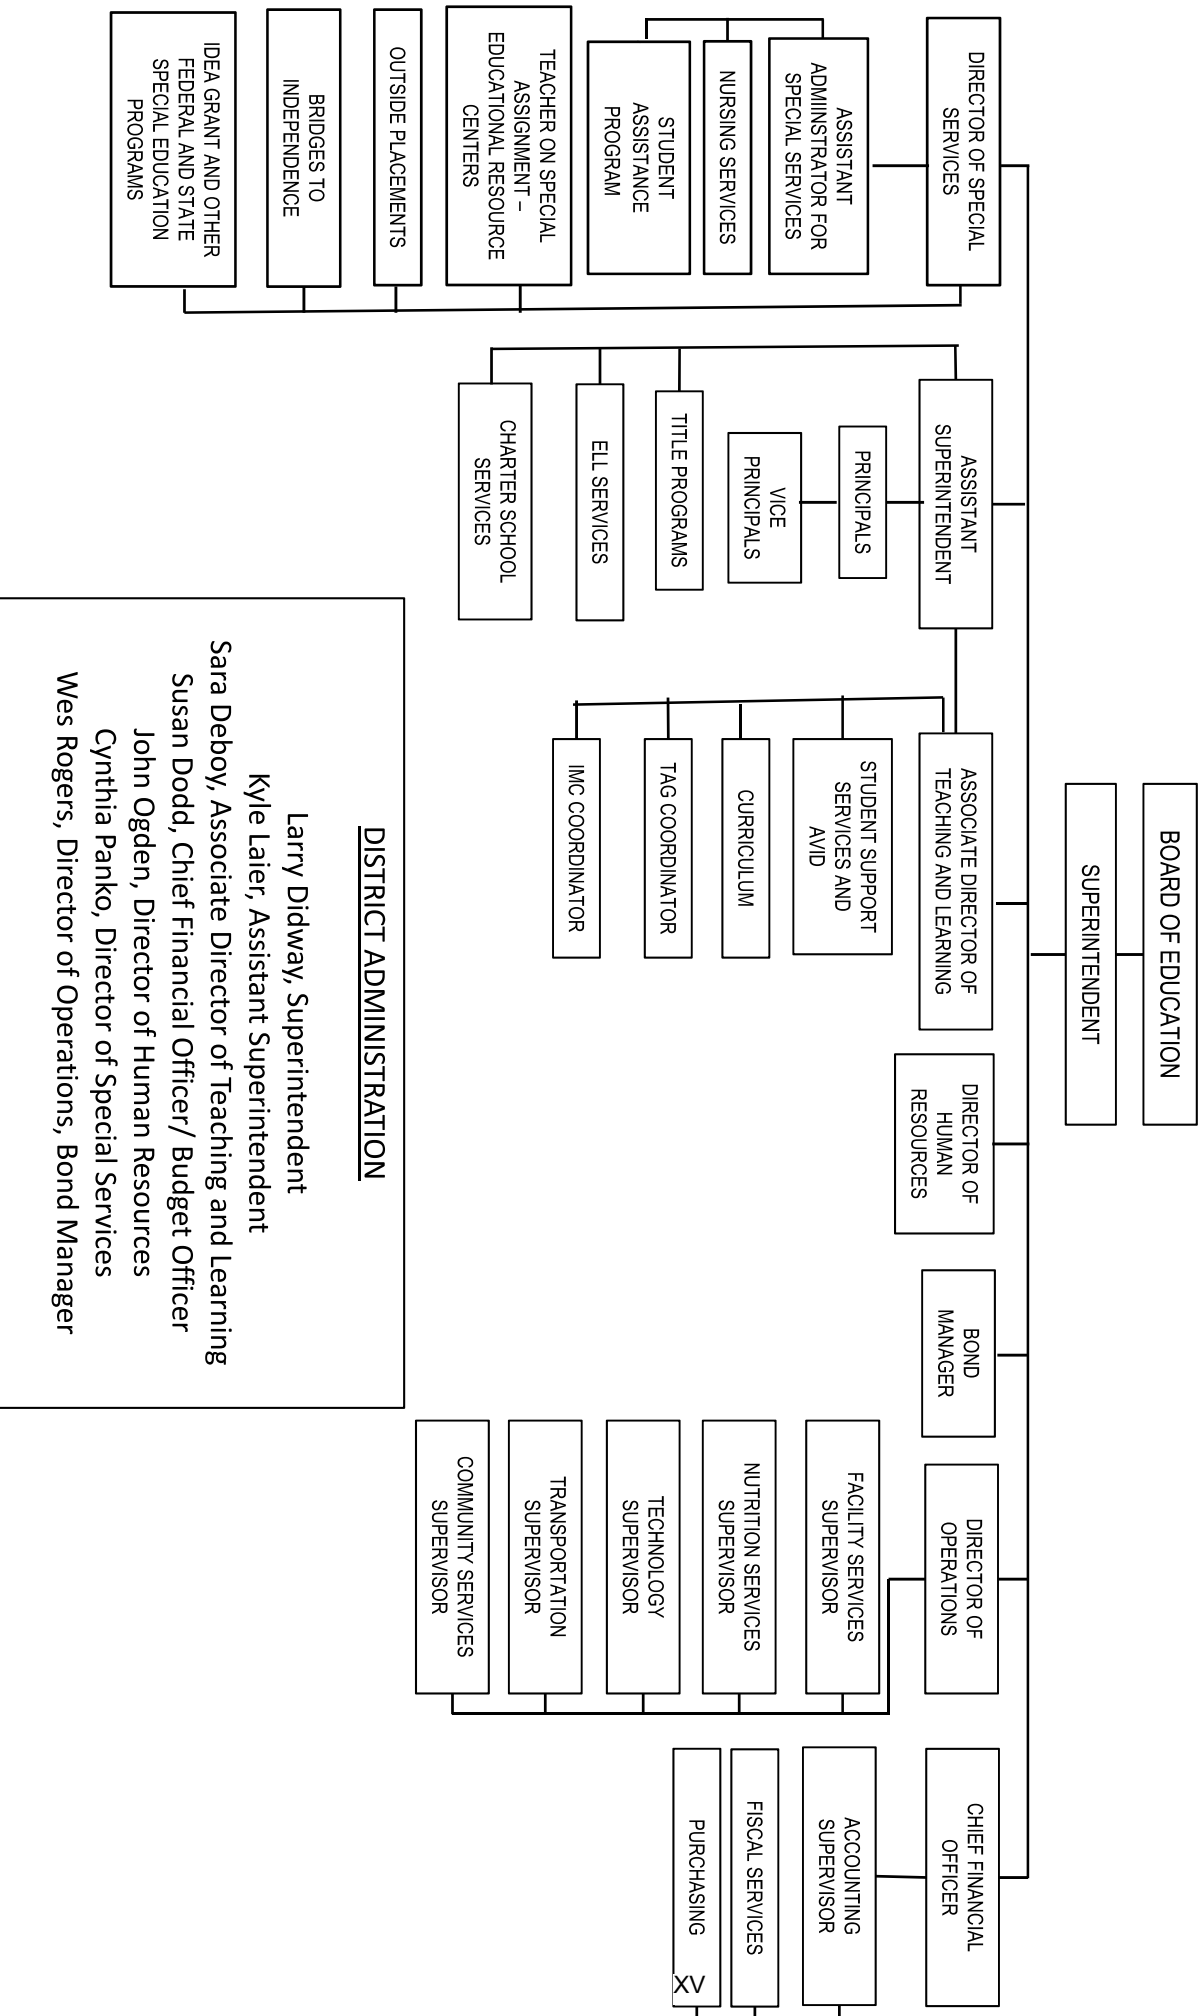 BOARD OF EDUCATION
SUPERINTENDENT
DIRECTOR OF SPECIAL
SERVICES
ASSISTANT
ADMIINSTRATOR FOR
SPECIAL SERVICES
NURSING SERVICES
STUDENT
ASSISTANCE
PROGRAM
TEACHER ON SPECIAL
ASSIGNMENT –
EDUCATIONAL RESOURCE
CENTERS
OUTSIDE PLACEMENTS
BRIDGES TO
INDEPENDENCE
IDEA GRANT AND OTHER
FEDERAL AND STATE
SPECIAL EDUCATION
PROGRAMS
ASSISTANT
SUPERINTENDENT
PRINCIPALS
VICE
PRINCIPALS
TITLE PROGRAMS
ELL SERVICES
CHARTER SCHOOL
SERVICES
ASSOCIATE DIRECTOR OF
TEACHING AND LEARNING
STUDENT SUPPORT
SERVICES AND
AVID
CURRICULUM
TAG COORDINATOR
IMC COORDINATOR
DIRECTOR OF
HUMAN
RESOURCES
BOND
MANAGER
DIRECTOR OF
OPERATIONS
FACILITY SERVICES
SUPERVISOR
NUTRITION SERVICES
SUPERVISOR
TECHNOLOGY
SUPERVISOR
TRANSPORTATION
SUPERVISOR
COMMUNITY SERVICES
SUPERVISOR
CHIEF FINANCIAL
OFFICER
ACCOUNTING
SUPERVISOR
FISCAL SERVICES
PURCHASING
XV
DISTRICT ADMINISTRATION
Larry Didway, Superintendent
Kyle Laier, Assistant Superintendent
Sara Deboy, Associate Director of Teaching and Learning
Susan Dodd, Chief Financial Officer/ Budget Officer
John Ogden, Director of Human Resources
Cynthia Panko, Director of Special Services
Wes Rogers, Director of Operations, Bond Manager